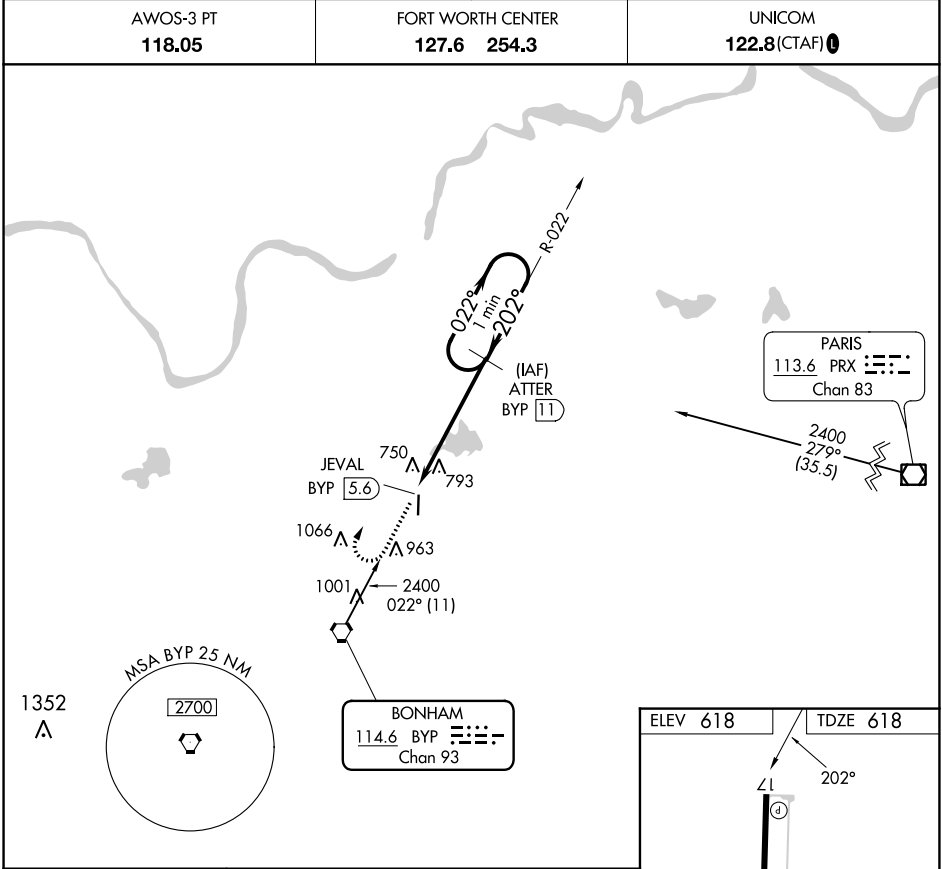 AWOS-3 PT
118.05
FORT WORTH CENTER
127.6 254.3
UNICOM
122.8 (CTAF) L
R-022
022°
1 min
202°
(IAF)
ATTER
BYP 11
PARIS
113.6 PRX
Chan 83
2400
279°
(35.5)
750
793
JEVAL
BYP 5.6
1066
963
1001
2400
022° (11)
MSA BYP 25 NM
2700
1352
BONHAM
114.6 BYP
Chan 93
ELEV 618
TDZE 618
202°
17
P